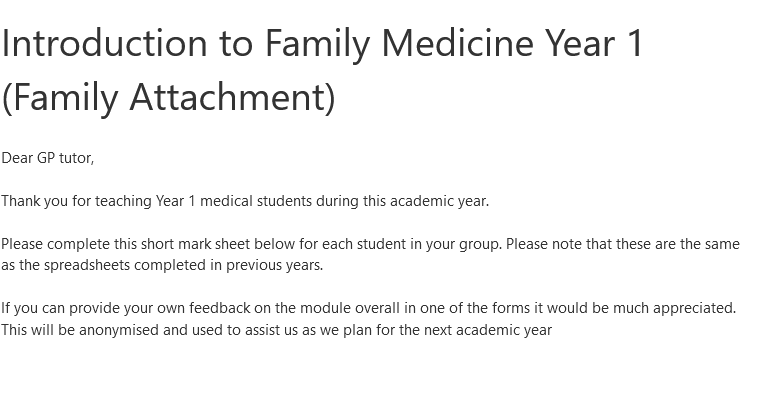 Introduction to Family Medicine Year 1
(Family Attachment)
Dear GP tutor,
Thank you for teaching Year 1 medical students during this academic year.
Please complete this short mark sheet below for each student in your group. Please note that these are the same
as the spreadsheets completed in previous years.
If you can provide your own feedback on the module overall in one of the forms it would be much appreciated.
This will be anonymised and used to assist us as we plan for the next academic year